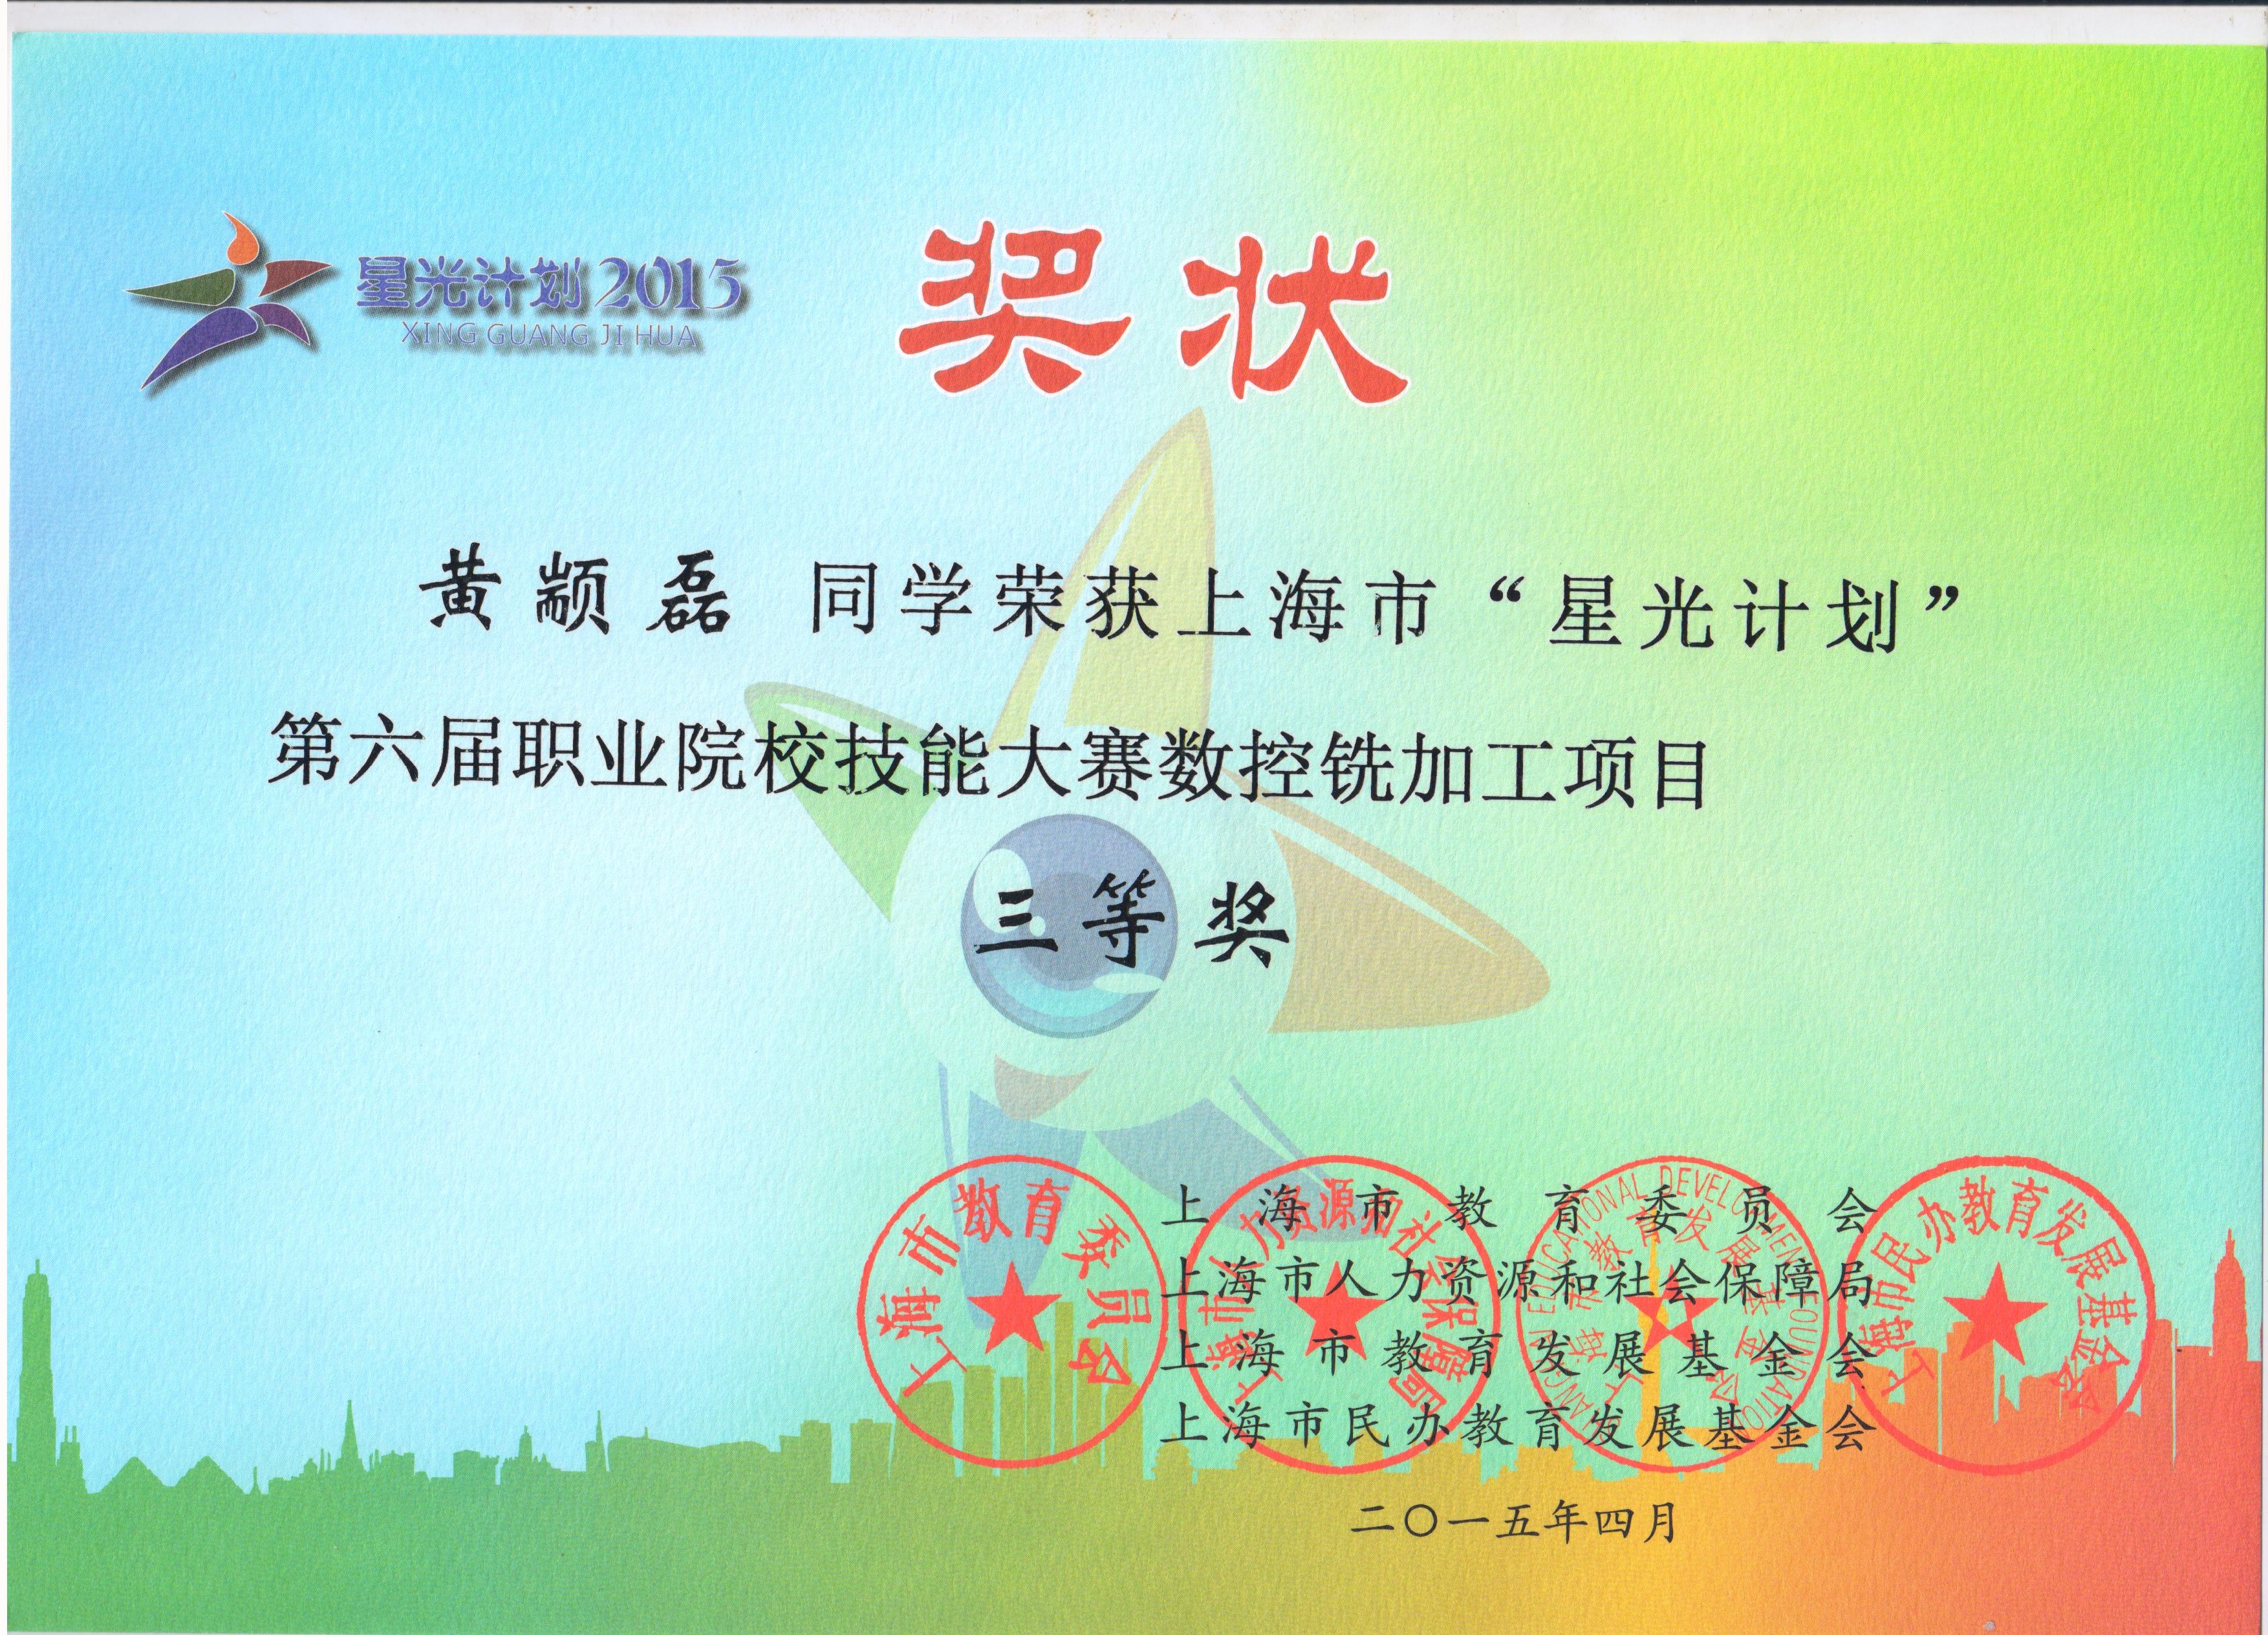 星光计划2015
XING GUANG JI HUA
奖状
黄颛磊 同学荣获上海市“星光计划”
第六届职业院校技能大赛数控铣加工项目
三等奖
上海市教育委员会
上海市人力资源和社会保障局
上海市教育发展基金会
上海市民办教育发展基金会
二〇一五年四月
上海市教育委员会
上海市人力资源和社会保障局
SHANGHAI EDUCATIONAL DEVELOPMENT FOUNDATION
上海市教育发展基金会
上海市民办教育发展基金会